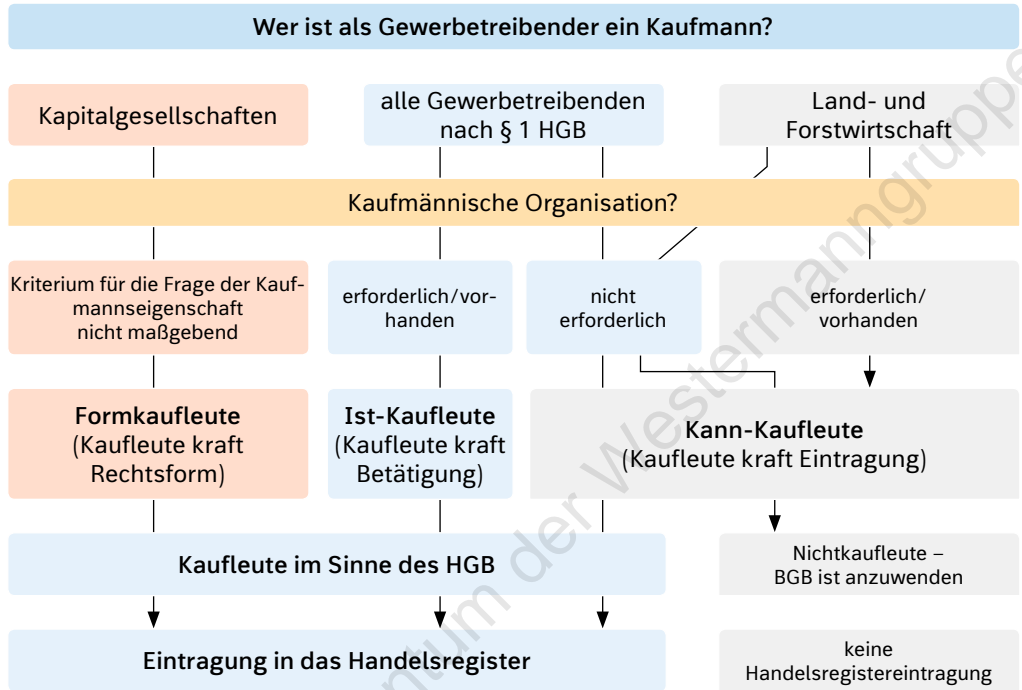 Wer ist als Gewerbetreibender ein Kaufmann?
Kapitalgesellschaften
alle Gewerbetreibenden
nach § 1 HGB
Land- und
Forstwirtschaft
Kaufmännische Organisation?
Kriterium für die Frage der Kauf-
mannseigenschaft
nicht maßgebend
erforderlich/vor-
handen
nicht
erforderlich
erforderlich/
vorhanden
Formkaufleute
(Kaufleute kraft
Rechtsform)
Ist-Kaufleute
(Kaufleute kraft
Betätigung)
Kann-Kaufleute
(Kaufleute kraft Eintragung)
Kaufleute im Sinne des HGB
Nichtkaufleute –
BGB ist anzuwenden
Eintragung in das Handelsregister
keine
Handelsregistereintragung
der Westermanngruppe